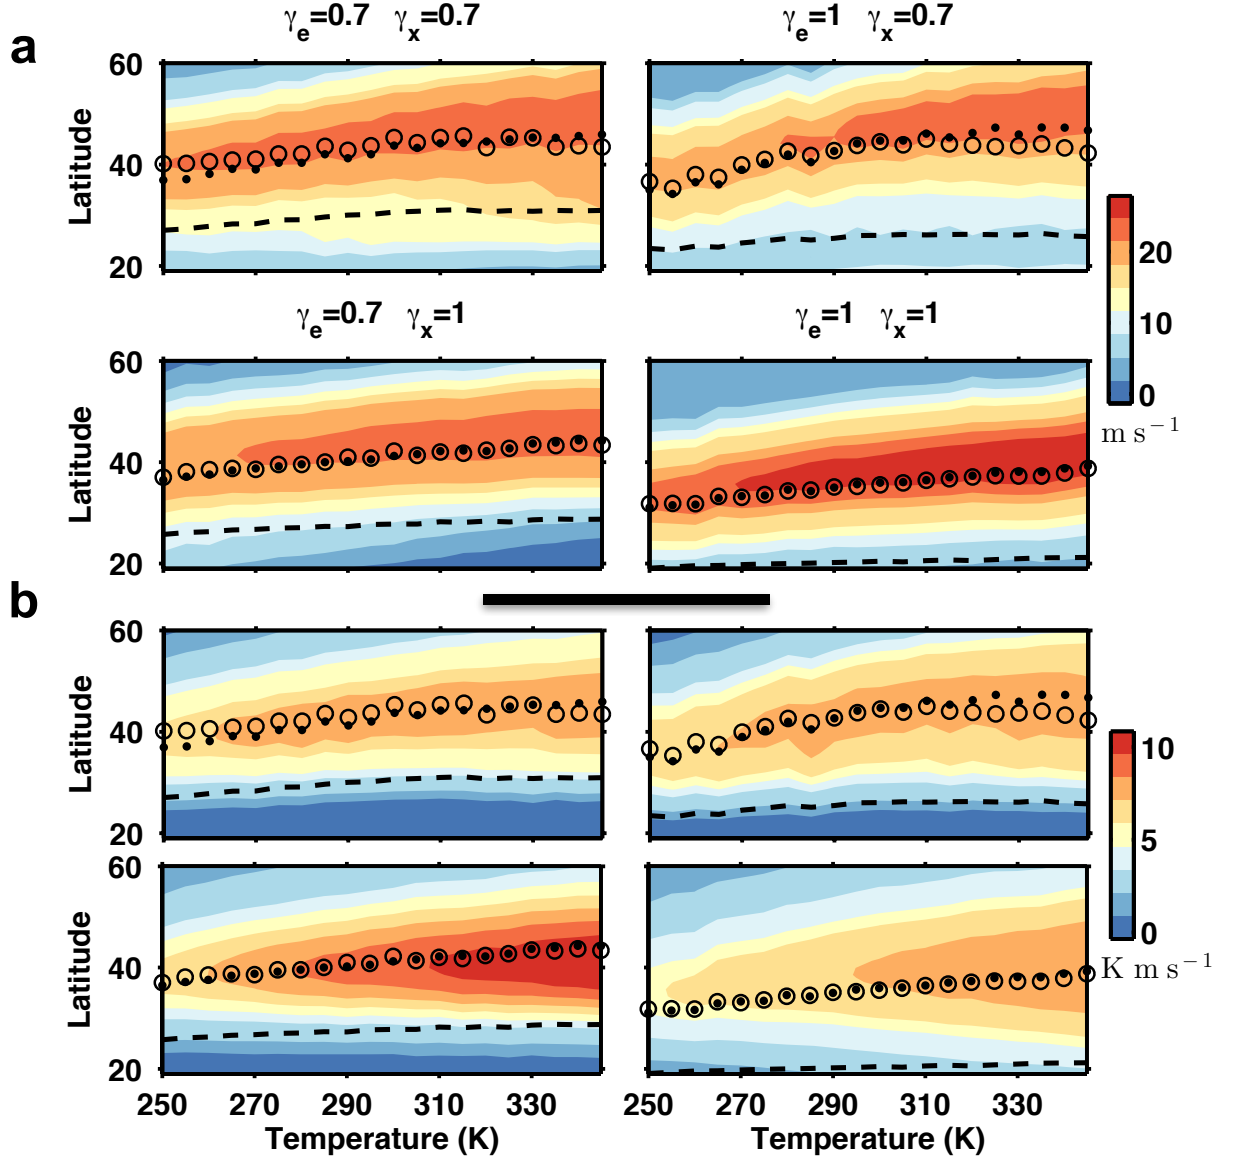 a
γe=0.7 γx=0.7
γe=1 γx=0.7
60
40
20
Latitude
20
10
0
m s −1
γe=0.7 γx=1
γe=1 γx=1
60
40
20
Latitude
b
60
40
20
Latitude
10
5
0
K m s −1
60
40
20
Latitude
250 270 290 310 330
250 270 290 310 330
Temperature (K)
Temperature (K)